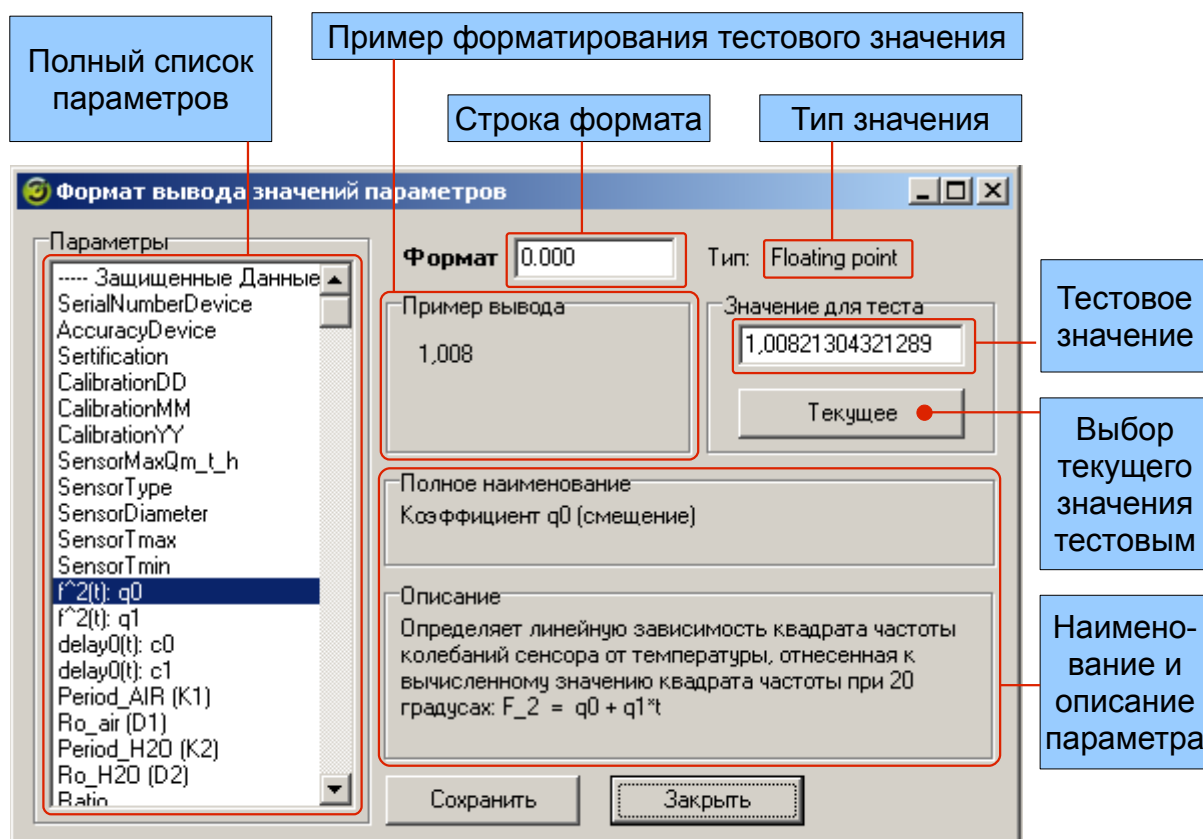 Полный список
параметров
Пример форматирования тестового значения
Строка формата
Тип значения
Формат вывода значений параметров
Параметры
----- Защищенные Данные
SerialNumberDevice
AccuracyDevice
Sertification
CalibrationDD
CalibrationMM
CalibrationYY
SensorMaxQm_t_h
SensorType
SensorDiameter
SensorTmax
SensorTmin
f^2(t): q0
f^2(t): q1
delay0(t): c0
delay0(t): c1
Period_AIR (K1)
Ro_air (D1)
Period_H2O (K2)
Ro_H2O (D2)
Ratio
Формат 0.000
Тип: Floating point
Пример вывода
1,008
Значение для теста
1,00821304321289
Текущее
Полное наименование
Коэффициент q0 (смещение)
Описание
Определяет линейную зависимость квадрата частоты
колебаний сенсора от температуры, отнесенная к
вычисленному значению квадрата частоты при 20
градусах: F_2 = q0 + q1*t
Сохранить
Закрыть
Тестовое
значение
Выбор
текущего
значения
тестовым
Наимено-
вание и
описание
параметра